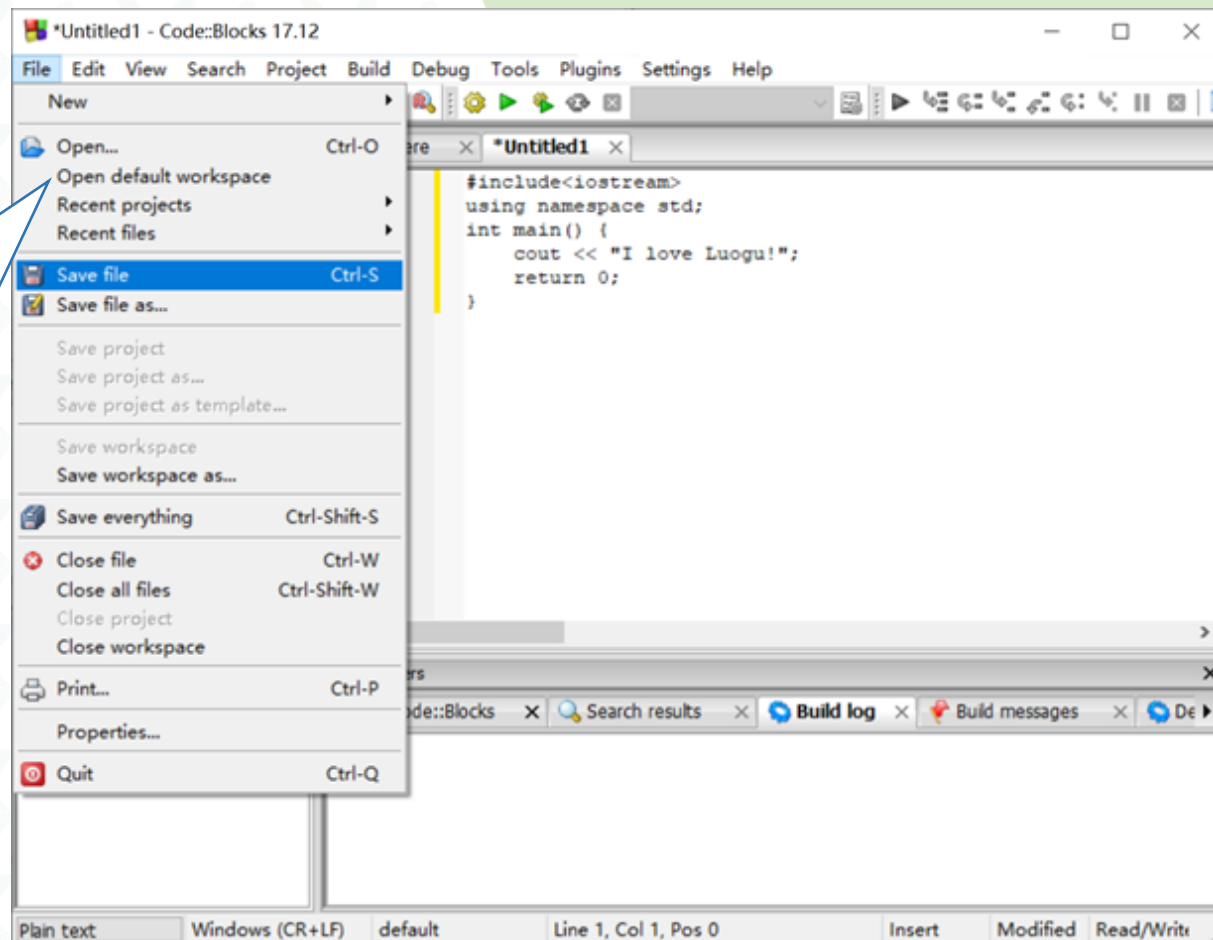 *Untitled1 - Code::Blocks 17.12
File Edit View Search Project Build Debug Tools Plugins Settings Help
New
Open... Ctrl-O
Open default workspace
Recent projects
Recent files
Save file Ctrl-S
Save file as...
Save project
Save project as...
Save project as template...
Save workspace
Save workspace as...
Save everything Ctrl-Shift-S
Close file Ctrl-W
Close all files Ctrl-Shift-W
Close project
Close workspace
Print... Ctrl-P
Properties...
Quit Ctrl-Q
*Untitled1
#include<iostream>
using namespace std;
int main() {
    cout << "I love Luogu!";
    return 0;
}
Search results Build log Build messages
Plain text Windows (CR+LF) default Line 1, Col 1, Pos 0 Insert Modified Read/Write